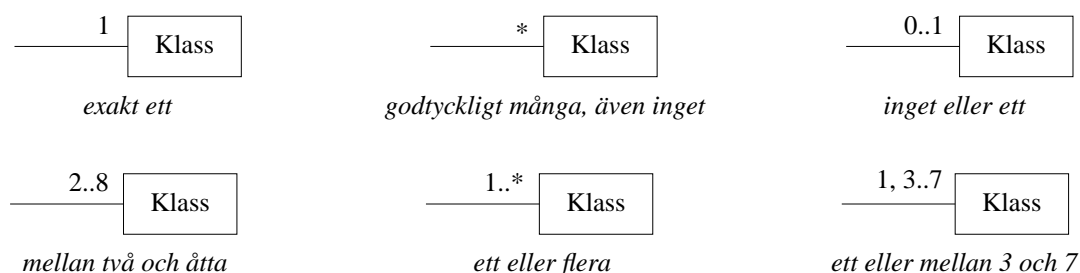 1 * 0..1
Klass Klass Klass
exakt ett godtyckligt många, även inget inget eller ett
2..8 1..* 1, 3..7
Klass Klass Klass
mellan två och åtta ett eller flera ett eller mellan 3 och 7